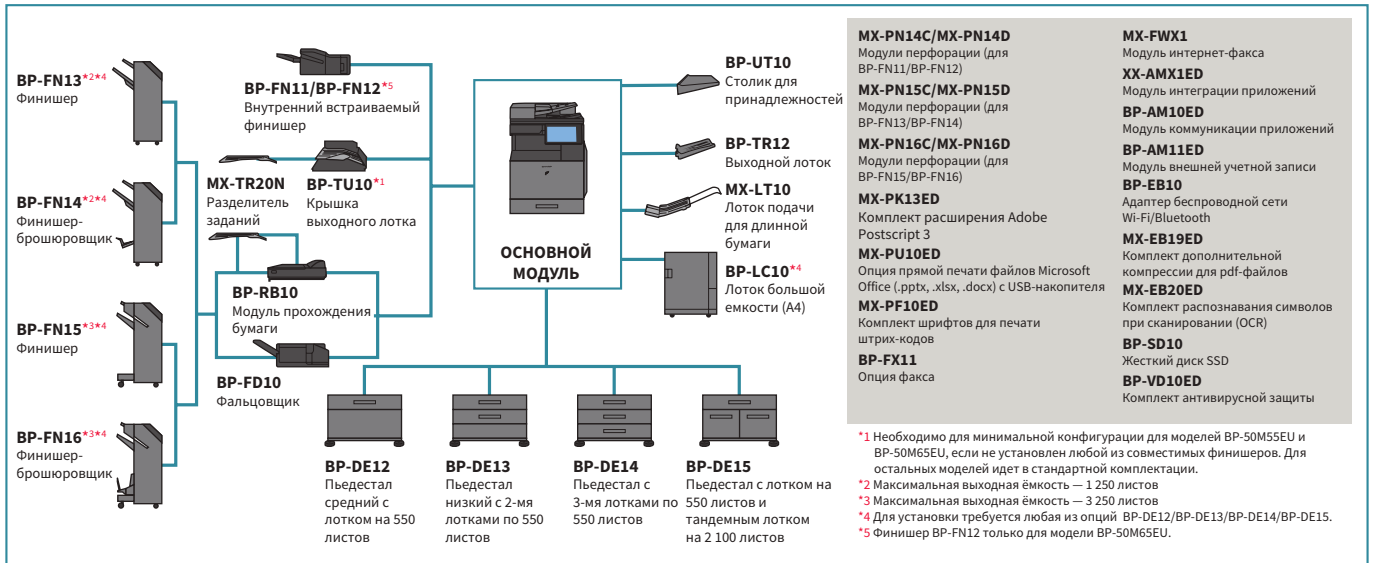 BP-FN13*2*4
Финишер
BP-FN14*2*4
Финишер-
брошюровщик
BP-FN15*3*4
Финишер
BP-FN16*3*4
Финишер-
брошюровщик
BP-FN11/BP-FN12*5
Внутренний встраиваемый
финишер
MX-TR20N
Разделитель
заданий
BP-TU10*1
Крышка
выходного лотка
BP-RB10
Модуль прохождения
бумаги
BP-FD10
Фальцовщик
ОСНОВНОЙ
МОДУЛЬ
BP-UT10
Столик для
принадлежностей
BP-TR12
Выходной лоток
MX-LT10
Лоток подачи
для длинной
бумаги
BP-LC10*4
Лоток большой
емкости (A4)
BP-DE12
Пьедестал
средний с
лотком на 550
листов
BP-DE13
Пьедестал
низкий с 2-мя
лотками по 550
листов
BP-DE14
Пьедестал с
3-мя лотками по
550 листов
BP-DE15
Пьедестал с лотком на
550 листов и
тандемным лотком
на 2 100 листов
MX-PN14C/MX-PN14D
Модули перфорации (для
BP-FN11/BP-FN12)
MX-PN15C/MX-PN15D
Модули перфорации (для
BP-FN13/BP-FN14)
MX-PN16C/MX-PN16D
Модули перфорации (для
BP-FN15/BP-FN16)
MX-PK13ED
Комплект расширения Adobe
Postscript 3
MX-PU10ED
Опция прямой печати файлов Microsoft
Office (.pptx, .xlsx, .docx) с USB-накопителя
MX-PF10ED
Комплект шрифтов для печати
штрих-кодов
BP-FX11
Опция факса
MX-FWX1
Модуль интернет-факса
XX-AMX1ED
Модуль интеграции приложений
BP-AM10ED
Модуль коммуникации приложений
BP-AM11ED
Модуль внешней учетной записи
BP-EB10
Адаптер беспроводной сети
Wi-Fi/Bluetooth
MX-EB19ED
Комплект дополнительной
компрессии для pdf-файлов
MX-EB20ED
Комплект распознавания символов
при сканировании (OCR)
BP-SD10
Жесткий диск SSD
BP-VD10ED
Комплект антивирусной защиты
*1 Необходимо для минимальной конфигурации для моделей BP-50M55EU и
BP-50M65EU, если не установлен любой из совместимых финишеров. Для
остальных моделей идет в стандартной комплектации.
*2 Максимальная выходная ёмкость — 1 250 листов
*3 Максимальная выходная ёмкость — 3 250 листов
*4 Для установки требуется любая из опций BP-DE12/BP-DE13/BP-DE14/BP-DE15.
*5 Финишер BP-FN12 только для модели BP-50M65EU.